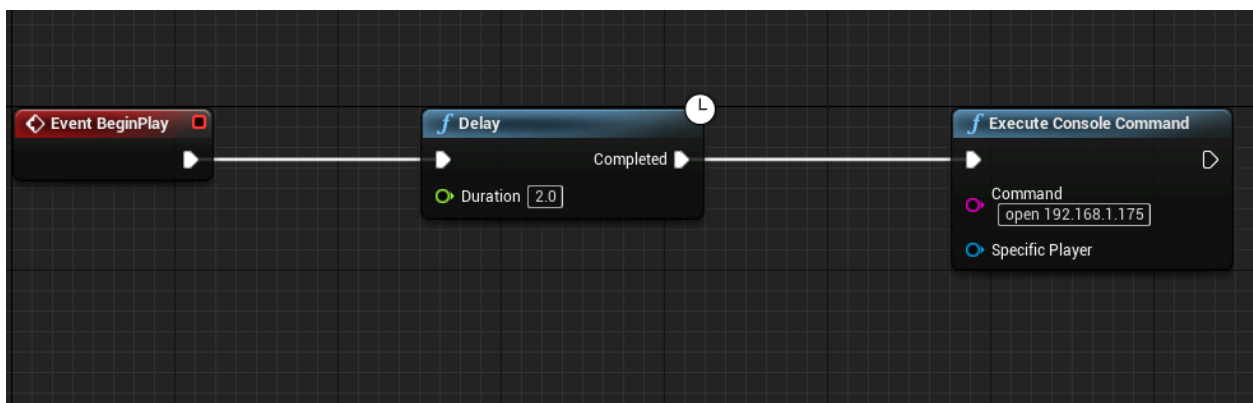 Event BeginPlay
f Delay
Completed
Duration 2.0
f Execute Console Command
Command
open 192.168.1.175
Specific Player